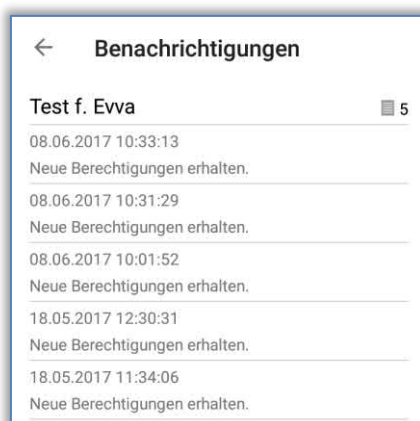 Benachrichtigungen
Test f. Evva 5
08.06.2017 10:33:13
Neue Berechtigungen erhalten.
08.06.2017 10:31:29
Neue Berechtigungen erhalten.
08.06.2017 10:01:52
Neue Berechtigungen erhalten.
18.05.2017 12:30:31
Neue Berechtigungen erhalten.
18.05.2017 11:34:06
Neue Berechtigungen erhalten.